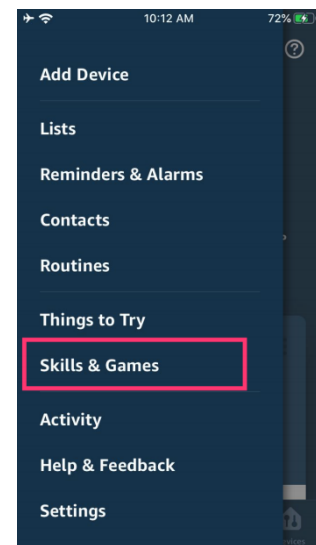 10:12 AM
72%
Add Device
Lists
Reminders & Alarms
Contacts
Routines
Things to Try
Skills & Games
Activity
Help & Feedback
Settings